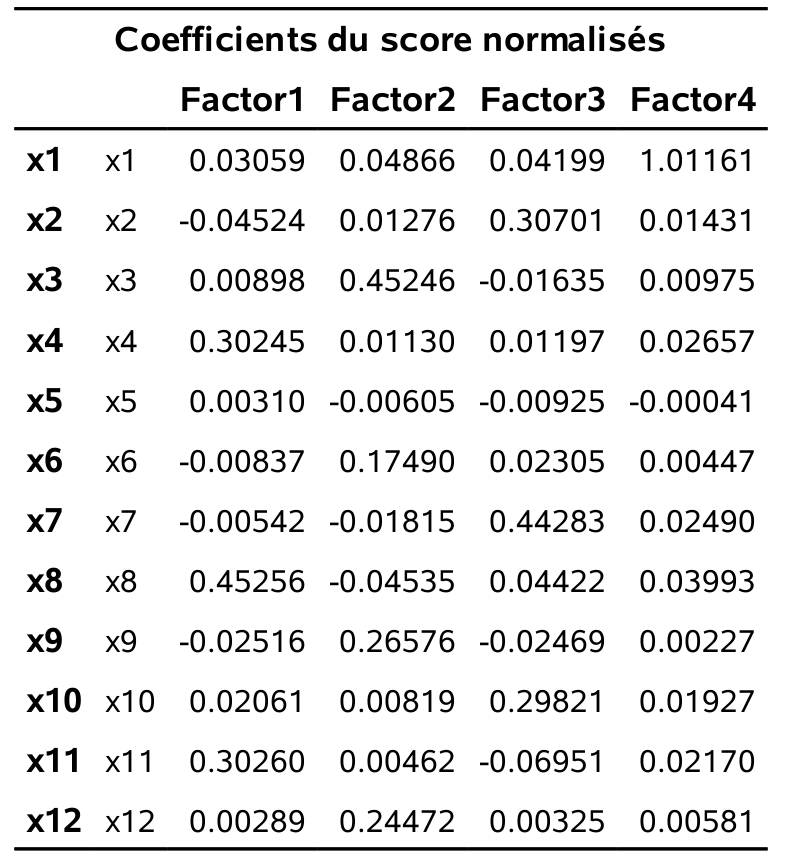 Coefficients du score normalisés
Factor1 Factor2 Factor3 Factor4
x1 x1 0.03059 0.04866 0.04199 1.01161
x2 x2 -0.04524 0.01276 0.30701 0.01431
x3 x3 0.00898 0.45246 -0.01635 0.00975
x4 x4 0.30245 0.01130 0.01197 0.02657
x5 x5 0.00310 -0.00605 -0.00925 -0.00041
x6 x6 -0.00837 0.17490 0.02305 0.00447
x7 x7 -0.00542 -0.01815 0.44283 0.02490
x8 x8 0.45256 -0.04535 0.04422 0.03993
x9 x9 -0.02516 0.26576 -0.02469 0.00227
x10 x10 0.02061 0.00819 0.29821 0.01927
x11 x11 0.30260 0.00462 -0.06951 0.02170
x12 x12 0.00289 0.24472 0.00325 0.00581